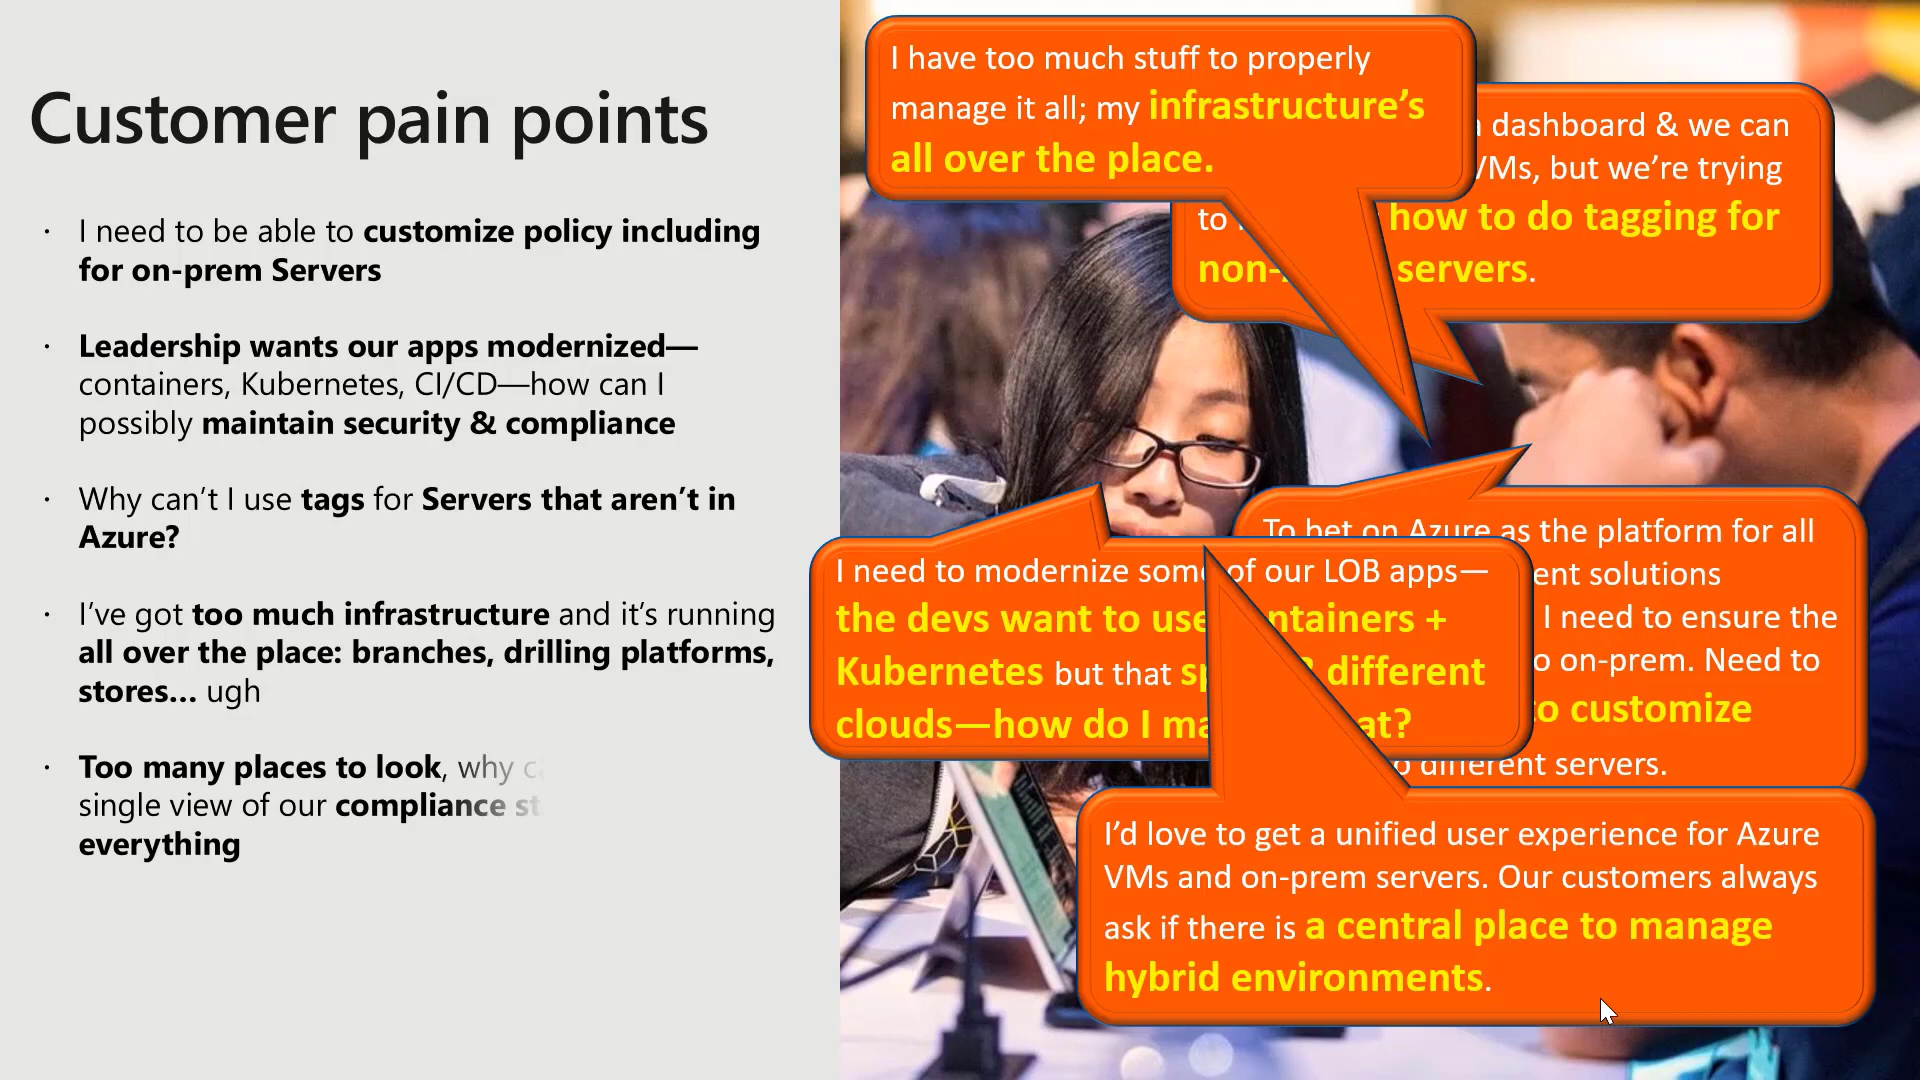 Customer pain points
· I need to be able to customize policy including
for on-prem Servers
· Leadership wants our apps modernized—
containers, Kubernetes, CI/CD—how can I
possibly maintain security & compliance
· Why can’t I use tags for Servers that aren’t in
Azure?
· I’ve got too much infrastructure and it’s running
all over the place: branches, drilling platforms,
stores… ugh
· Too many places to look, why
single view of our compliance
everything
I have too much stuff to properly
manage it all; my infrastructure’s
all over the place.
dashboard & we can
VMs, but we’re trying
to how to do tagging for
servers.
To bet on Azure as the platform for all
solutions
I need to ensure the
on-prem. Need to
to customize
different servers.
I need to modernize some of our LOB apps—
the devs want to use +
Kubernetes but that different
clouds—how do I
I’d love to get a unified user experience for Azure
VMs and on-prem servers. Our customers always
ask if there is a central place to manage
hybrid environments.